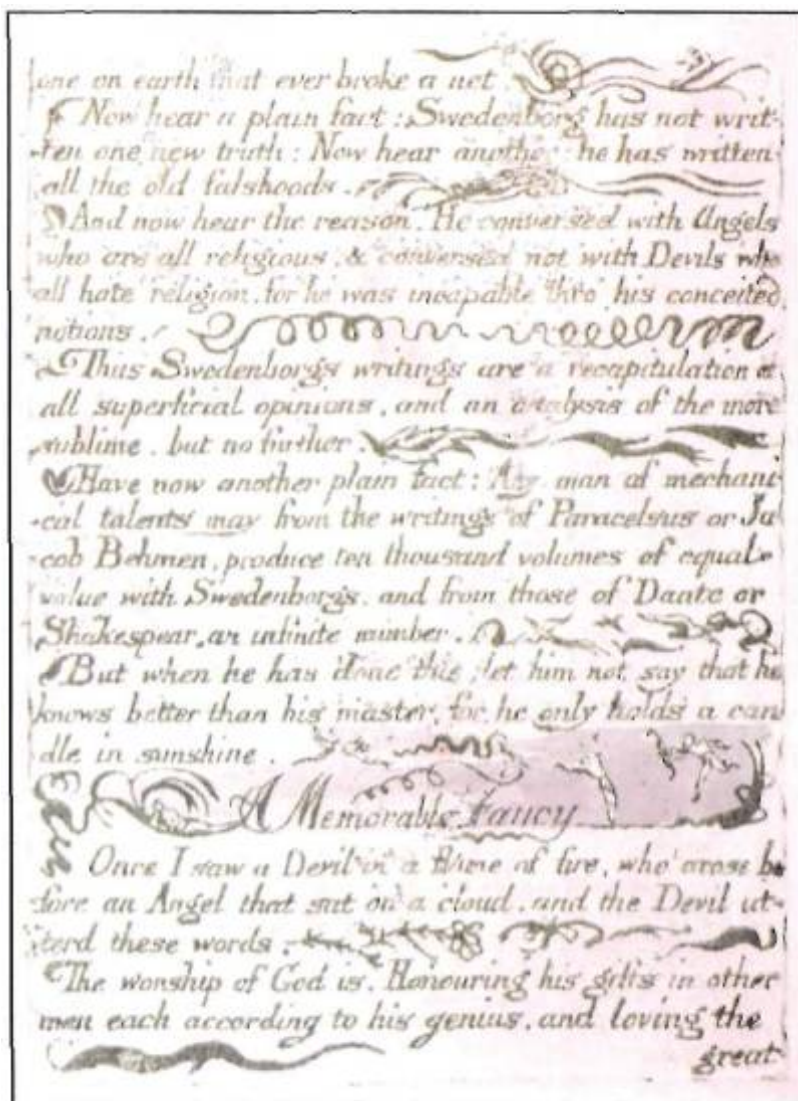 one on earth that ever broke a net.
Now hear a plain fact: Swedenborg has not writ-
-ten one new truth: Now hear another: he has written
all the old falshoods.
And now hear the reason. He conversed with Angels
who are all religious, & conversed not with Devils who
all hate religion, for he was incapable thro' his conceited
notions.
Thus Swedenborgs writings are a recapitulation of
all superficial opinions, and an analysis of the more
sublime, but no further.
Have now another plain fact: Any man of mechani-
-cal talents may from the writings of Paracelsus or Ja-
cob Behmen, produce ten thousand volumes of equal
value with Swedenborgs, and from those of Dante or
Shakespear, an infinite number.
But when he has done this, let him not say that he
knows better than his master, for he only holds a can-
dle in sunshine.
A Memorable Fancy
Once I saw a Devil in a flame of fire, who arose be-
fore an Angel that sat on a cloud, and the Devil ut-
-terd these words.
The worship of God is, Honouring his gifts in other
men each according to his genius, and loving the
great